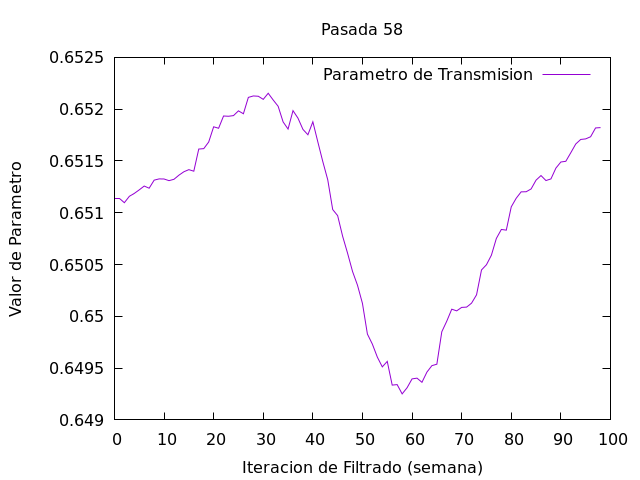 Pasada 58
0.6525
Parametro de Transmision
0.652
0.6515
0.651
0.6505
0.65
0.6495
0.649
Valor de Parametro
0 10 20 30 40 50 60 70 80 90 100
Iteracion de Filtrado (semana)